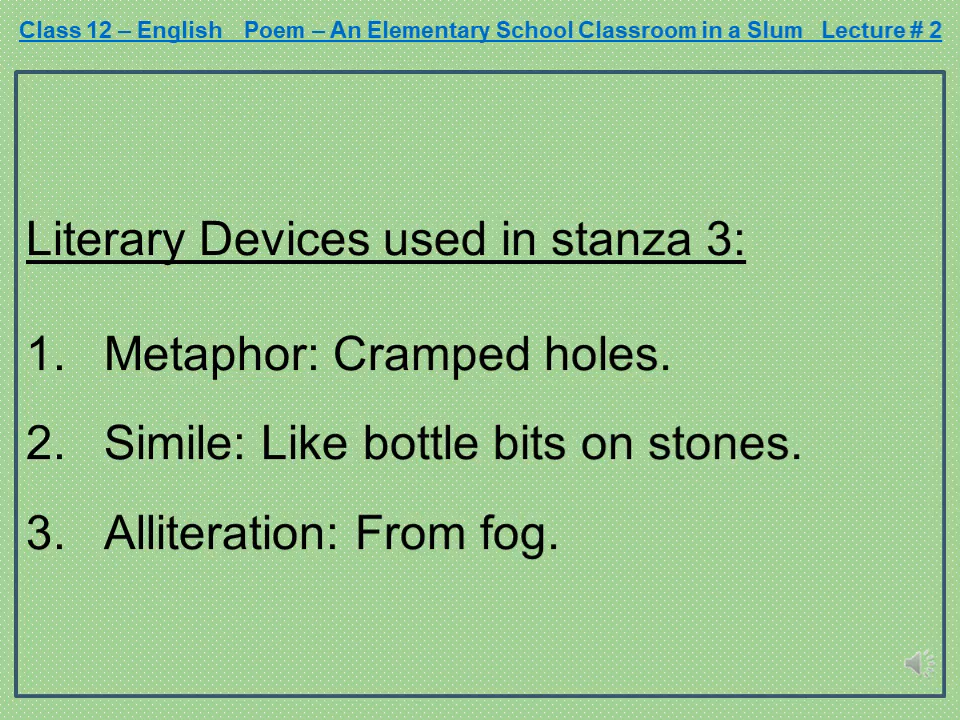 Class 12 – English   Poem – An Elementary School Classroom in a Slum   Lecture # 2
Literary Devices used in stanza 3:
1. Metaphor: Cramped holes.
2. Simile: Like bottle bits on stones.
3. Alliteration: From fog.